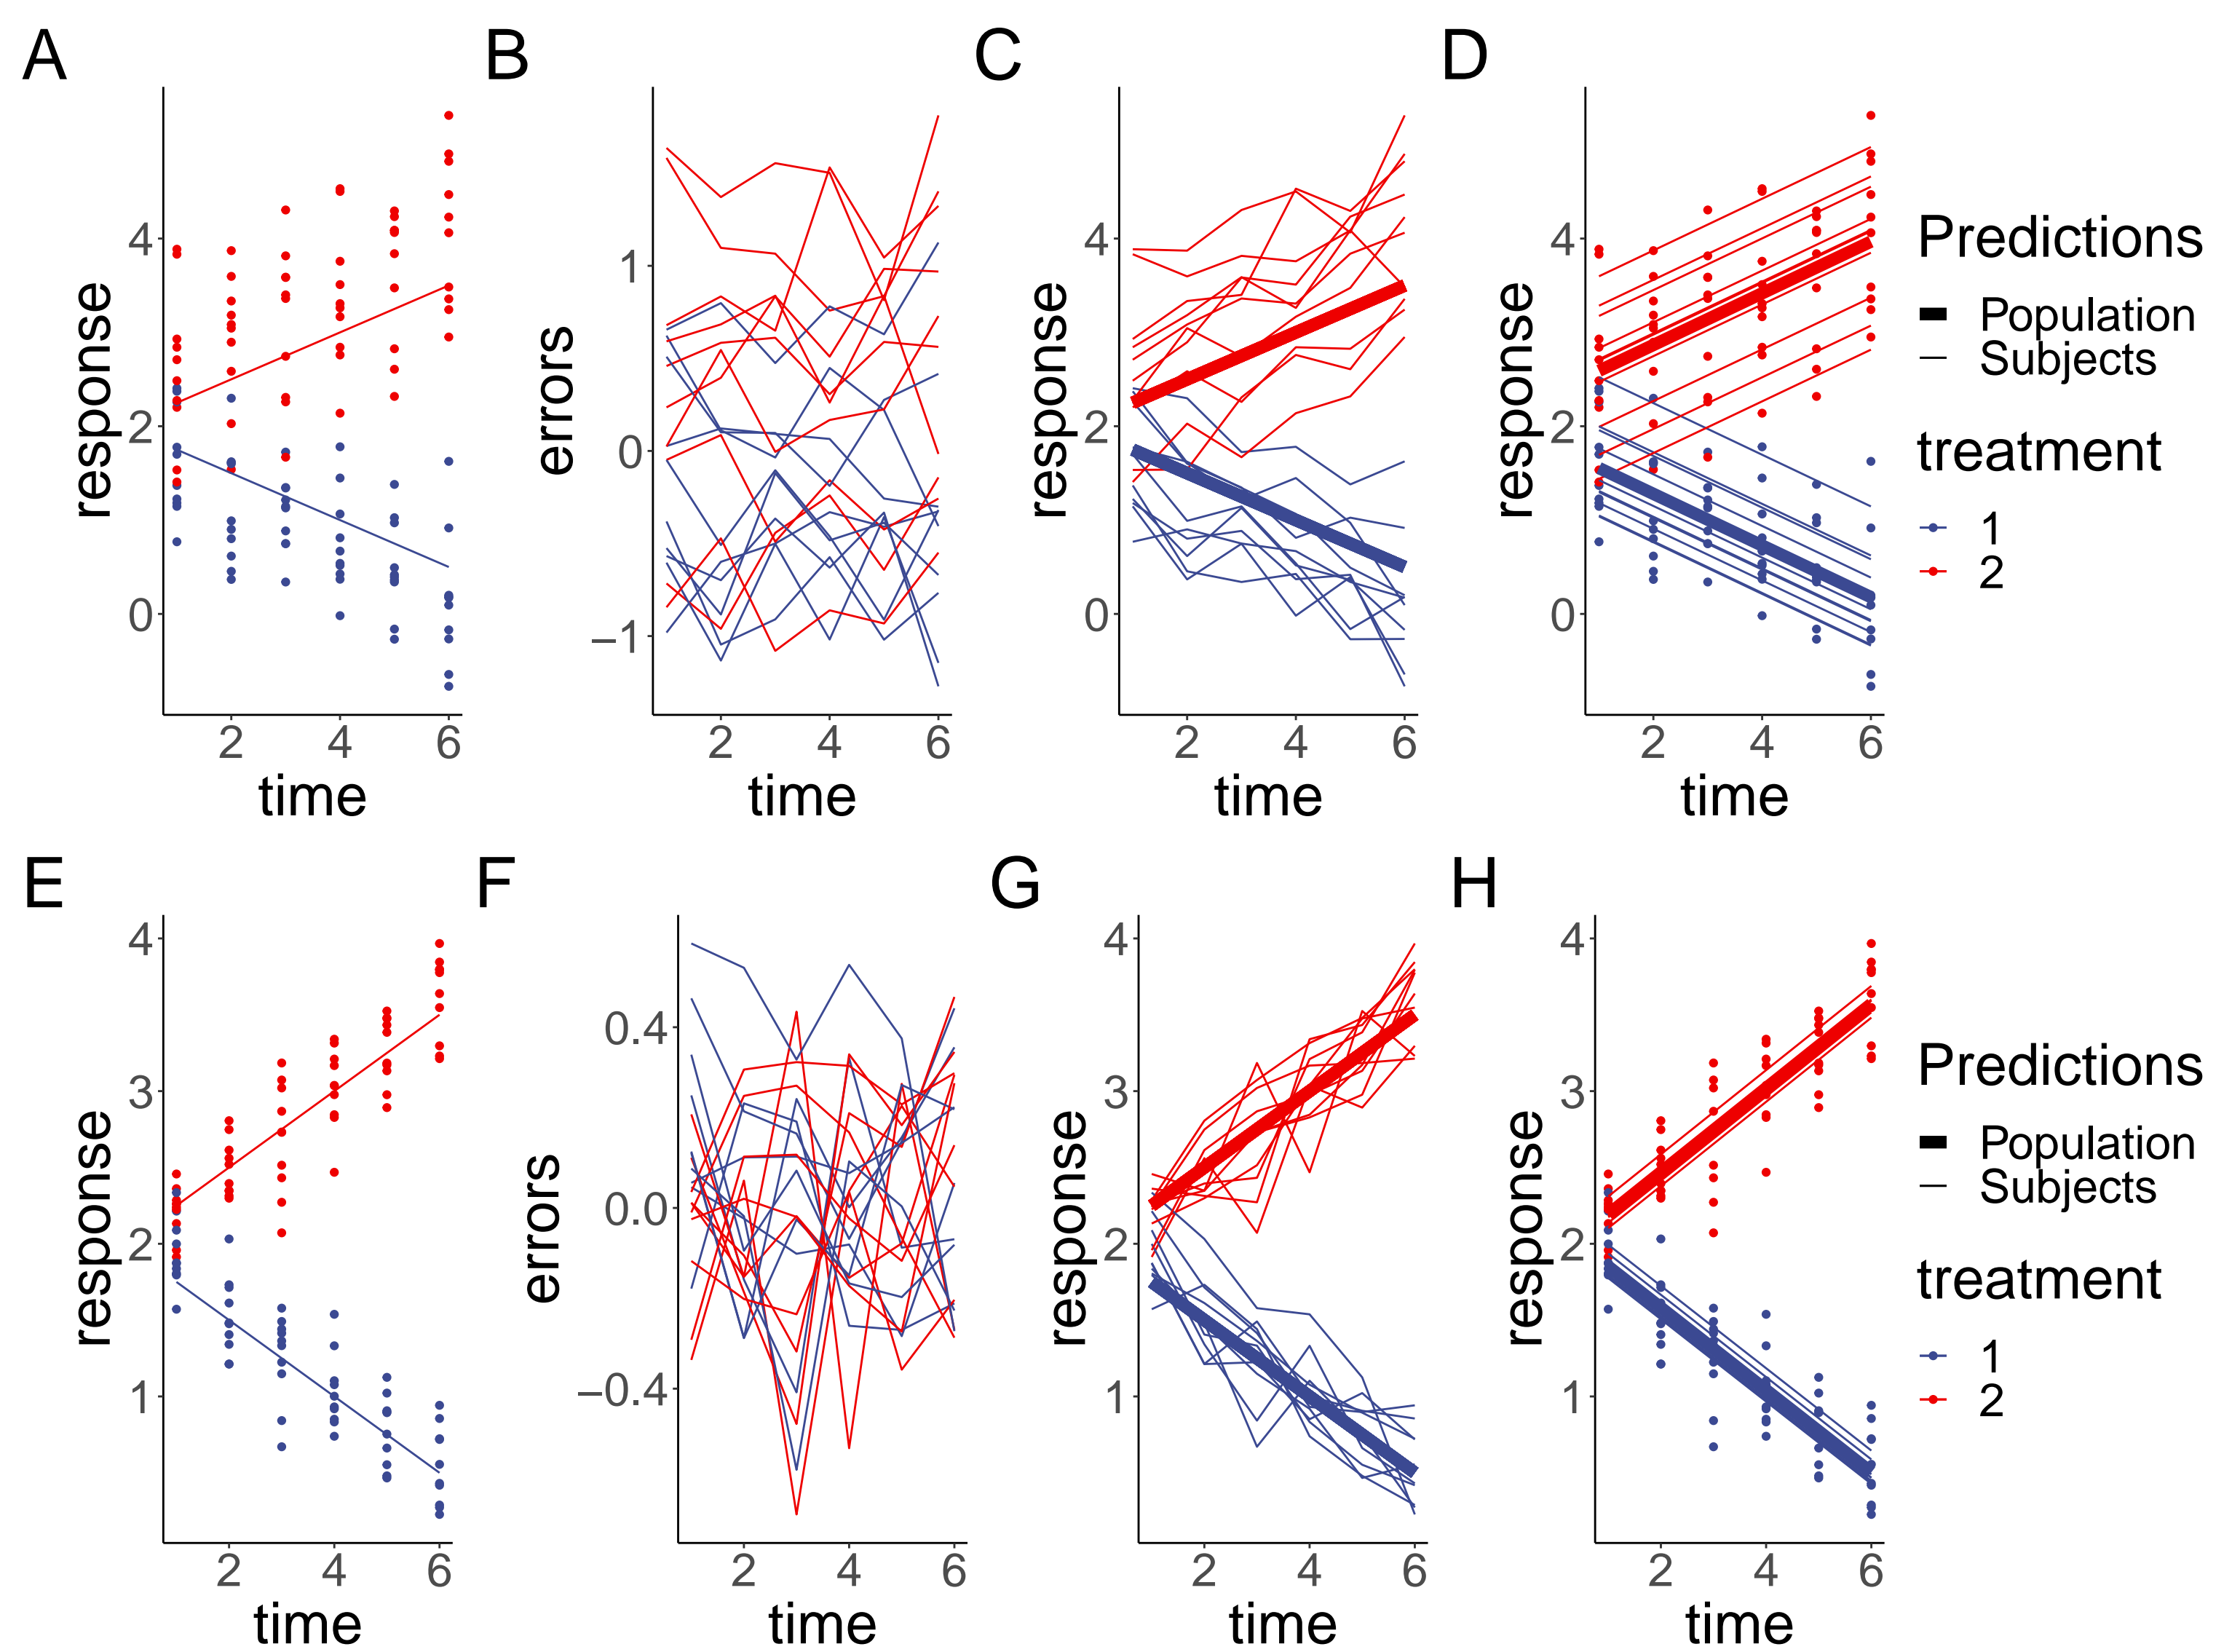 A
response
4
2
0
2 4 6
time
B
errors
1
0
−1
2 4 6
time
C
response
4
2
0
2 4 6
time
D
response
4
2
0
2 4 6
time
Predictions
Population
Subjects
treatment
1
2
E
response
4
3
2
1
2 4 6
time
F
errors
0.4
0.0
−0.4
2 4 6
time
G
response
4
3
2
1
2 4 6
time
H
response
4
3
2
1
2 4 6
time
Predictions
Population
Subjects
treatment
1
2